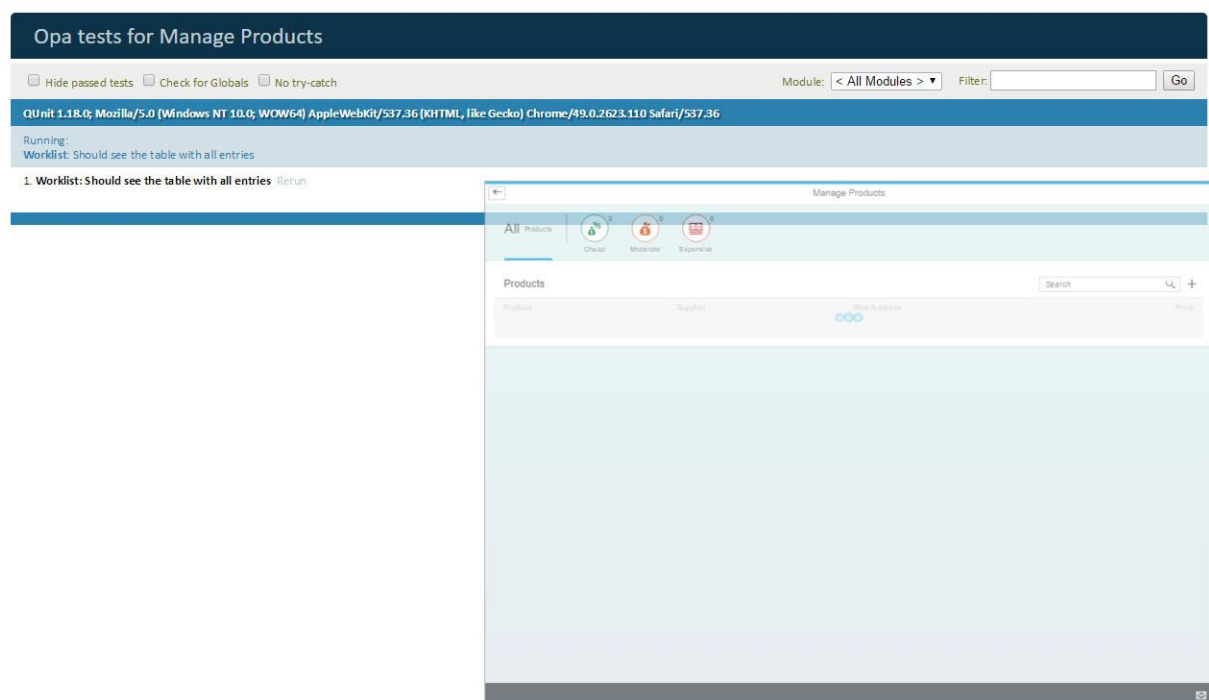 Opa tests for Manage Products
Hide passed tests Check for Globals No try-catch Module: < All Modules > ▼ Filter: Go
QUnit 1.18.0; Mozilla/5.0 (Windows NT 10.0; WOW64) AppleWebKit/537.36 (KHTML, like Gecko) Chrome/49.0.2623.110 Safari/537.36
Running:
Worklist: Should see the table with all entries
1. Worklist: Should see the table with all entries Rerun
Manage Products
All Products 0 0 0
Cheap Moderate Expensive
Products Search
Product Supplier Web Address Price